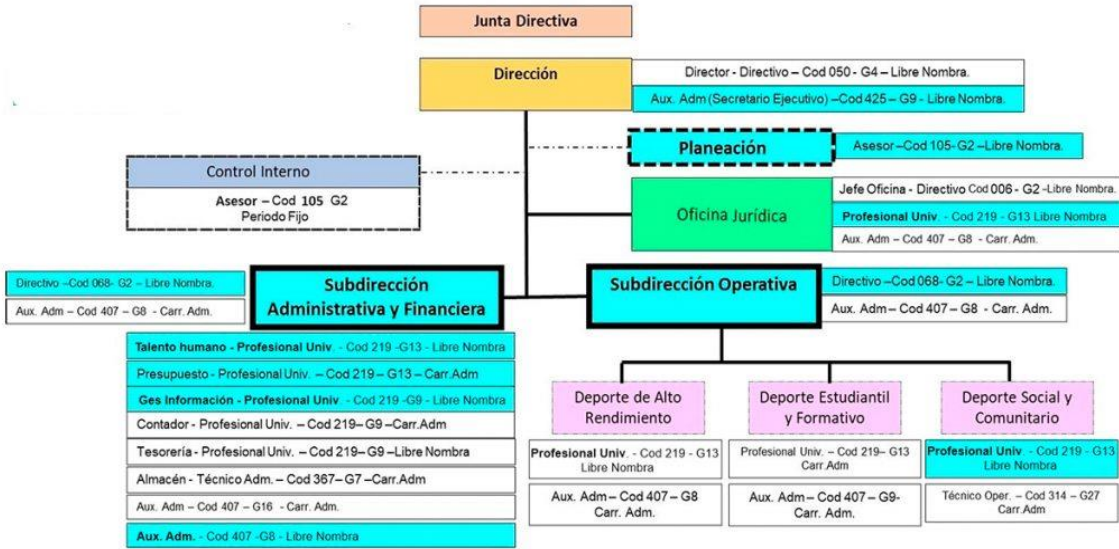 Junta Directiva
Dirección
Director - Directivo – Cod 050 - G4 – Libre Nombra.
Aux. Adm (Secretario Ejecutivo) –Cod 425 – G9 - Libre Nombra.
Planeación
Asesor –Cod 105- G2 –Libre Nombra.
Control Interno
Asesor – Cod 105 G2
Periodo Fijo
Oficina Jurídica
Jefe Oficina - Directivo Cod 006 - G2 –Libre Nombra.
Profesional Univ. - Cod 219 - G13 Libre Nombra
Aux. Adm – Cod 407 – G8 - Carr. Adm.
Directivo –Cod 068- G2 – Libre Nombra.
Aux. Adm – Cod 407 – G8 - Carr. Adm.
Subdirección
Administrativa y Financiera
Subdirección Operativa
Directivo –Cod 068- G2 – Libre Nombra.
Aux. Adm – Cod 407 – G8 - Carr. Adm.
Talento humano - Profesional Univ. - Cod 219 -G13 - Libre Nombra
Presupuesto - Profesional Univ. – Cod 219 – G13 – Carr.Adm
Ges Información - Profesional Univ - Cod 219 -G9 - Libre Nombra
Contador - Profesional Univ. – Cod 219– G9 –Carr.Adm
Tesorería - Profesional Univ. – Cod 219– G9 –Libre Nombra
Almacén - Técnico Adm. – Cod 367– G7 –Carr.Adm
Aux. Adm – Cod 407 – G16 - Carr. Adm.
Aux. Adm. - Cod 407 -G8 - Libre Nombra
Deporte de Alto
Rendimiento
Profesional Univ. - Cod 219 - G13
Libre Nombra
Aux. Adm – Cod 407 – G8
- Carr. Adm.
Deporte Estudiantil
y Formativo
Profesional Univ. – Cod 219– G13
Carr.Adm
Aux. Adm – Cod 407 – G9-
Carr. Adm.
Deporte Social y
Comunitario
Profesional Univ. - Cod 219 - G13
Libre Nombra
Técnico Oper. – Cod 314 – G27
Carr.Adm